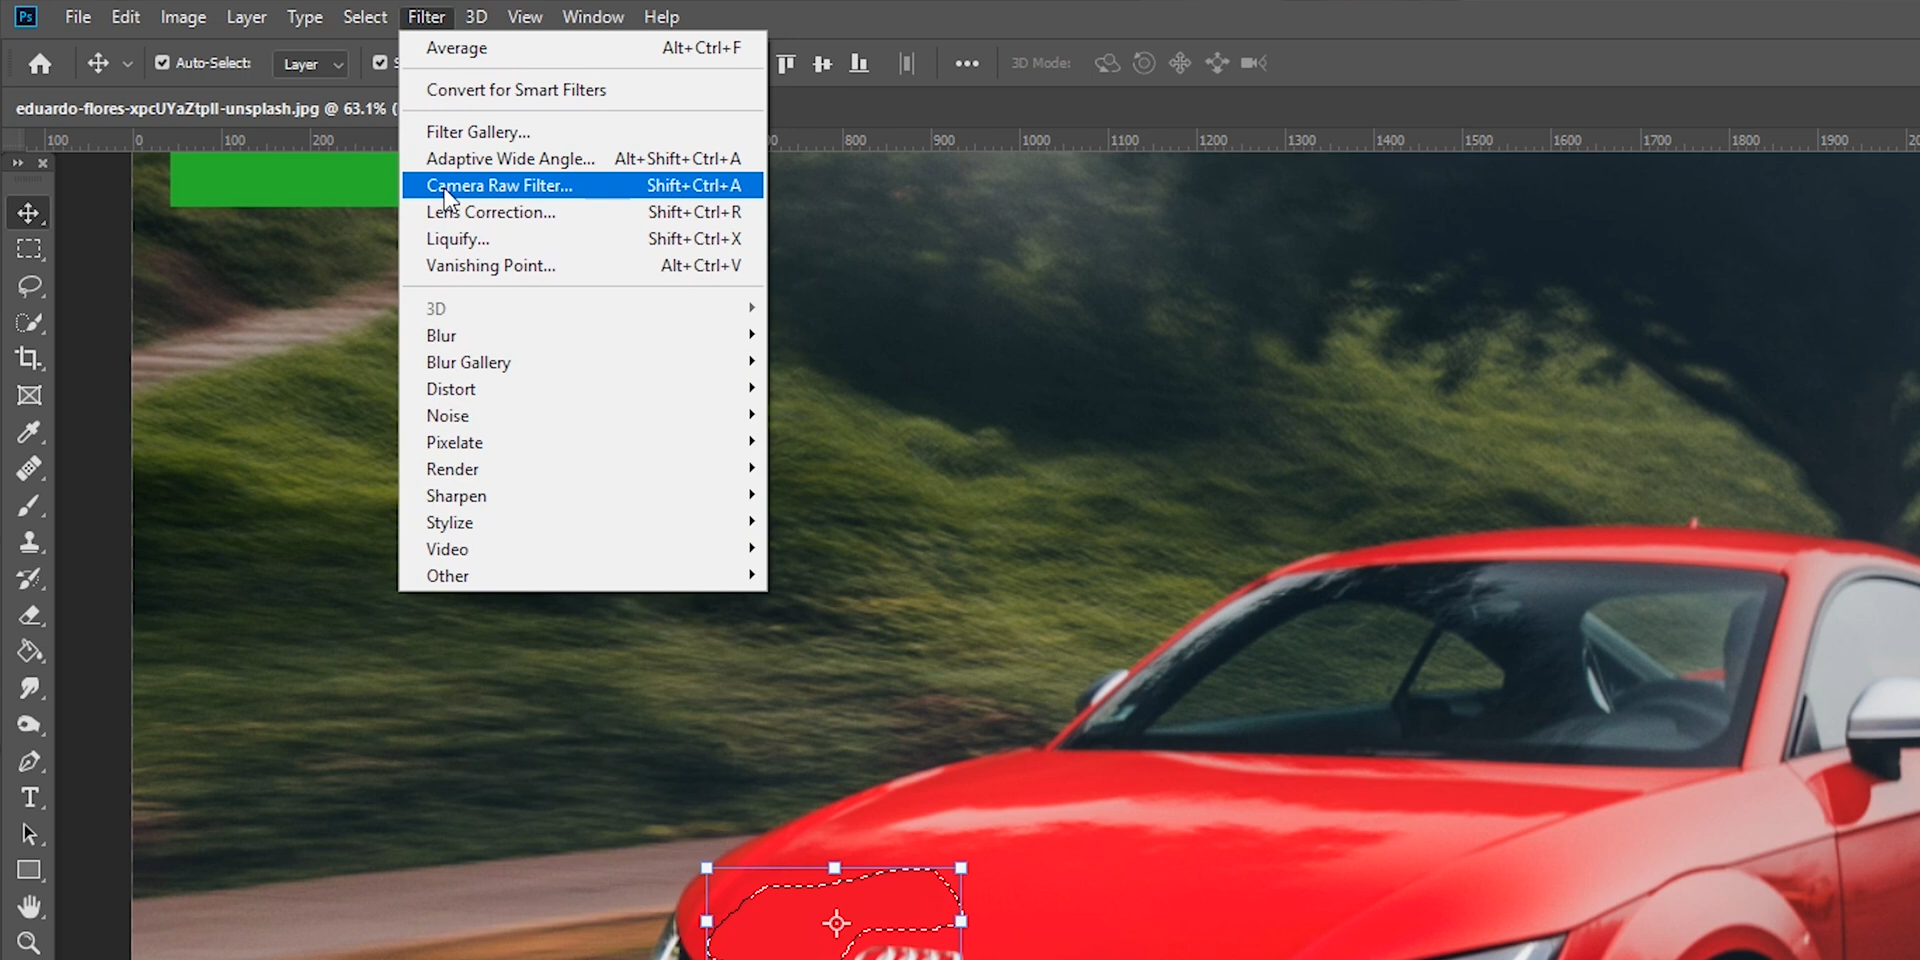 Ps File Edit Image Layer Type Select Filter 3D View Window Help
Auto-Select: Layer 3D Mode:
eduardo-flores-xpcUYaZtpII-unsplash.jpg @ 63.1% (
100 0 100 200 800 900 1000 1100 1200 1300 1400 1500 1600 1700 1800 1900
Average Alt+Ctrl+F
Convert for Smart Filters
Filter Gallery...
Adaptive Wide Angle... Alt+Shift+Ctrl+A
Camera Raw Filter... Shift+Ctrl+A
Lens Correction... Shift+Ctrl+R
Liquify... Shift+Ctrl+X
Vanishing Point... Alt+Ctrl+V
3D
Blur
Blur Gallery
Distort
Noise
Pixelate
Render
Sharpen
Stylize
Video
Other